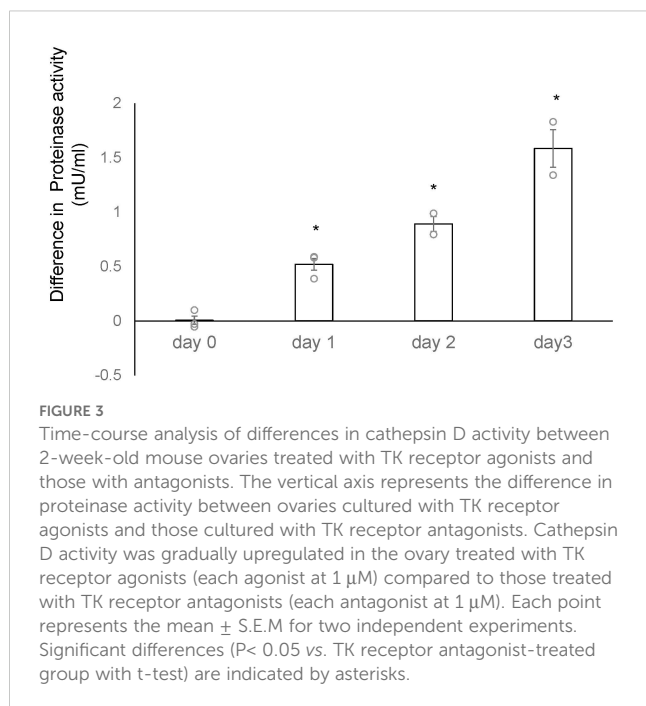 Difference in Proteinase activity
(mU/ml)
2
1.5
1
0.5
0
-0.5
*
*
*
day 0
day 1
day 2
day3
FIGURE 3
Time-course analysis of differences in cathepsin D activity between
2-week-old mouse ovaries treated with TK receptor agonists and
those with antagonists. The vertical axis represents the difference in
proteinase activity between ovaries cultured with TK receptor
agonists and those cultured with TK receptor antagonists. Cathepsin
D activity was gradually upregulated in the ovary treated with TK
receptor agonists (each agonist at 1 μM) compared to those treated
with TK receptor antagonists (each antagonist at 1 μM). Each point
represents the mean ± S.E.M for two independent experiments.
Significant differences (P< 0.05 vs. TK receptor antagonist-treated
group with t-test) are indicated by asterisks.